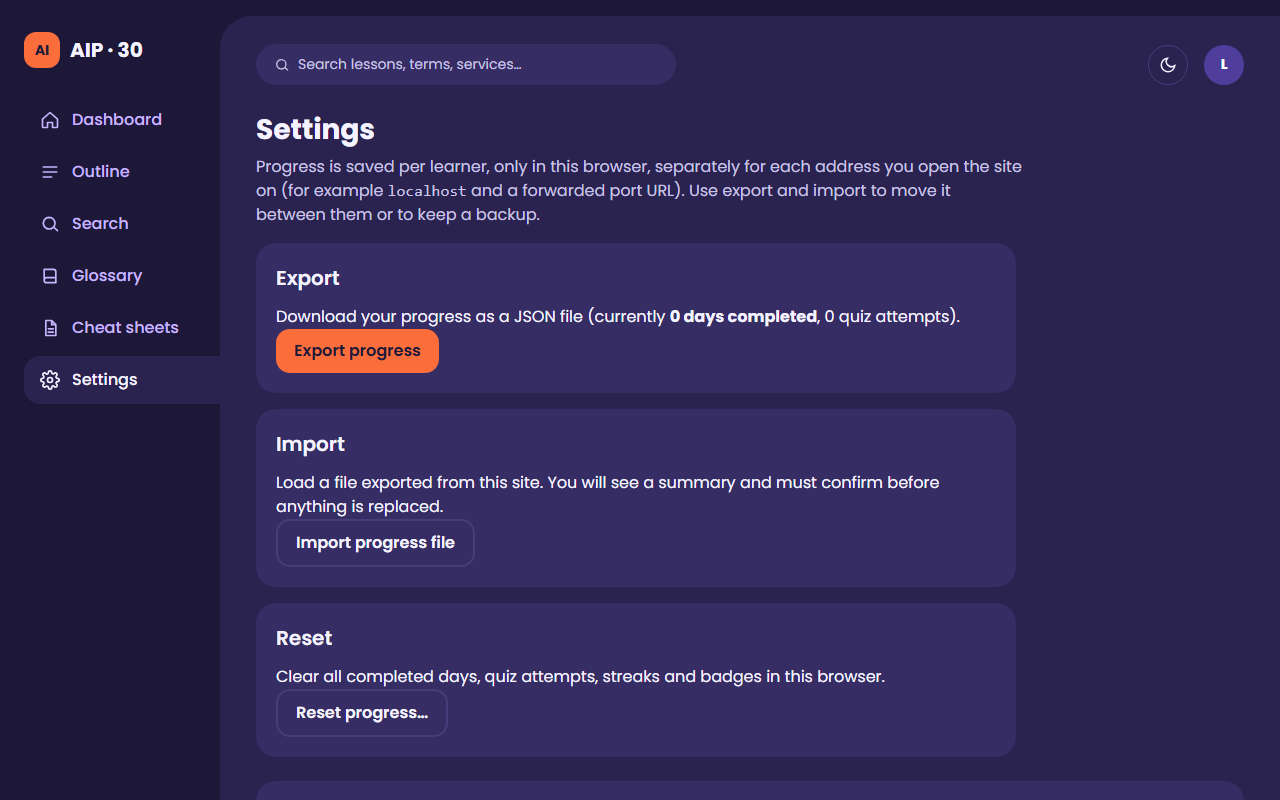 AI AIP · 30
Dashboard
Outline
Search
Glossary
Cheat sheets
Settings
Search lessons, terms, services...
L
Settings
Progress is saved per learner, only in this browser, separately for each address you open the site
on (for example localhost and a forwarded port URL). Use export and import to move it
between them or to keep a backup.
Export
Download your progress as a JSON file (currently 0 days completed, 0 quiz attempts).
Export progress
Import
Load a file exported from this site. You will see a summary and must confirm before
anything is replaced.
Import progress file
Reset
Clear all completed days, quiz attempts, streaks and badges in this browser.
Reset progress...